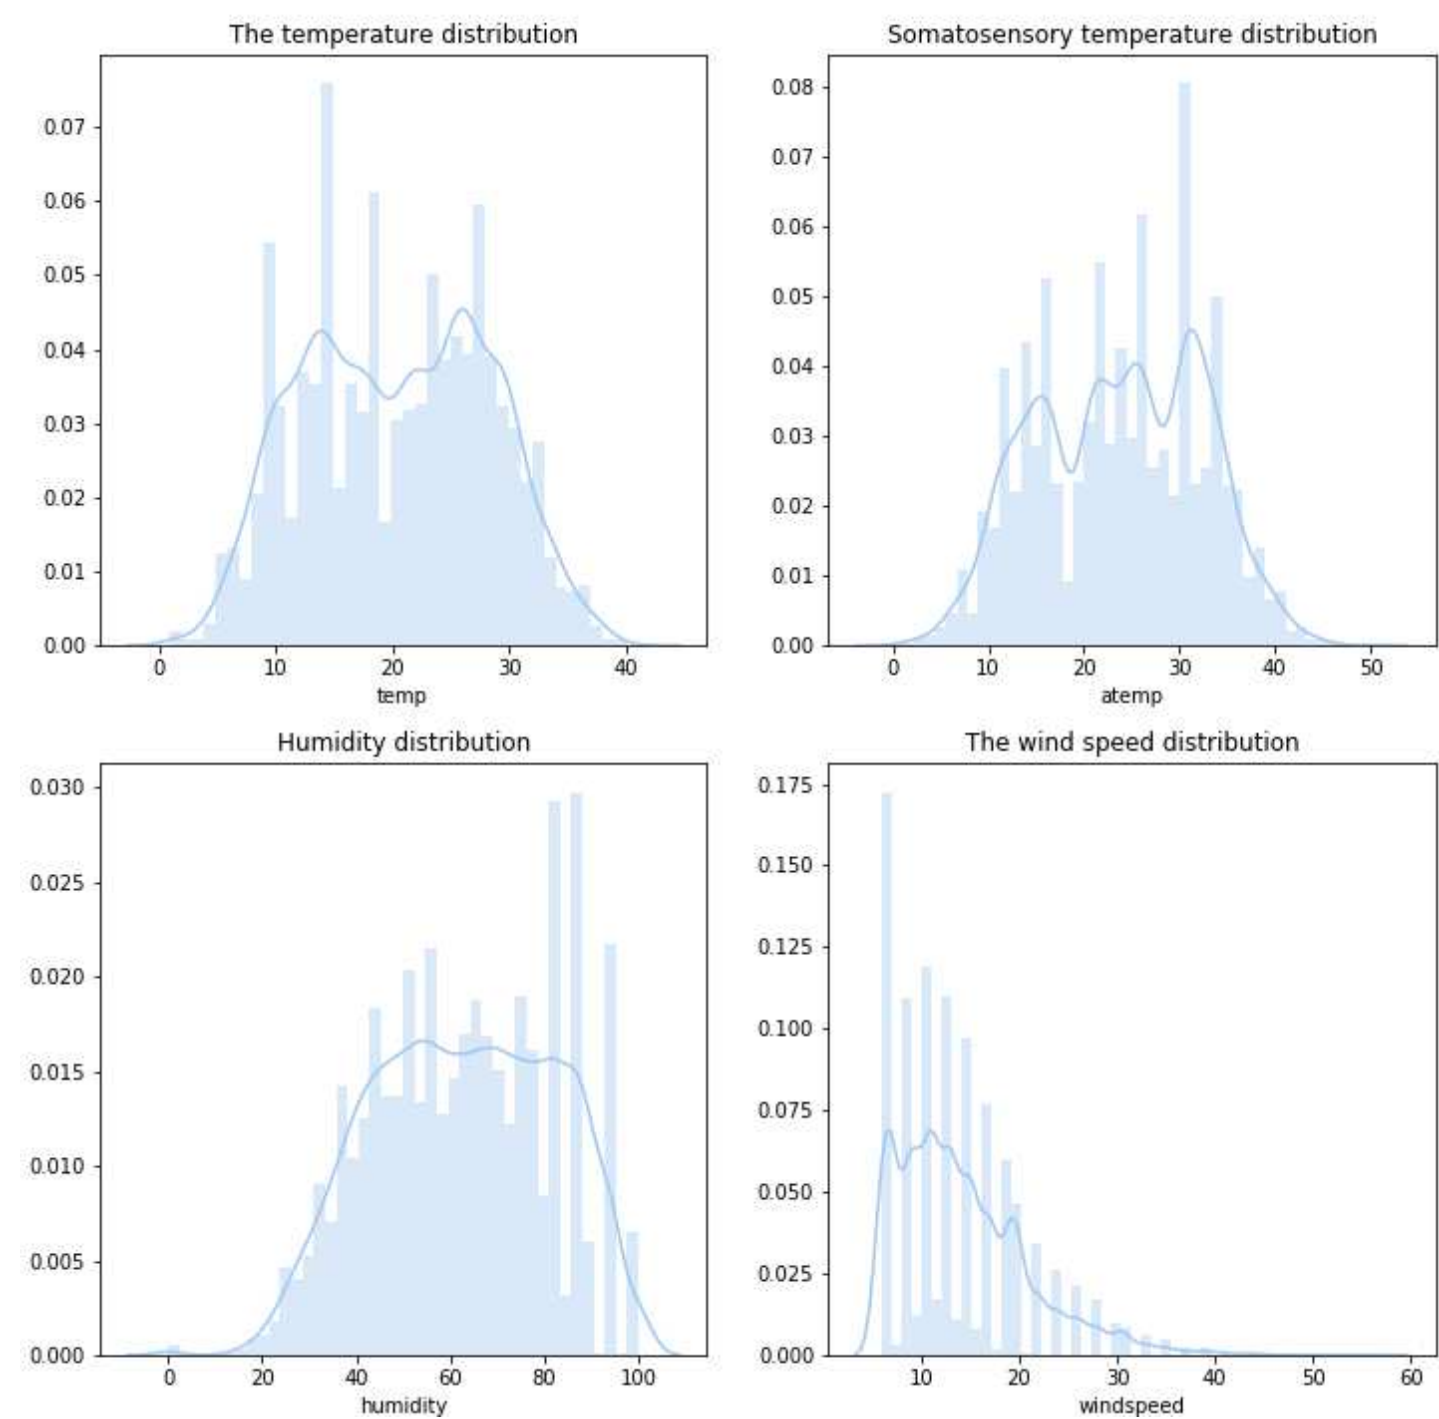 The temperature distribution
0.07
0.06
0.05
0.04
0.03
0.02
0.01
0.00
0 10 20 30 40
temp
Somatosensory temperature distribution
0.08
0.07
0.06
0.05
0.04
0.03
0.02
0.01
0.00
0 10 20 30 40 50
atemp
Humidity distribution
0.030
0.025
0.020
0.015
0.010
0.005
0.000
0 20 40 60 80 100
humidity
The wind speed distribution
0.175
0.150
0.125
0.100
0.075
0.050
0.025
0.000
10 20 30 40 50 60
windspeed